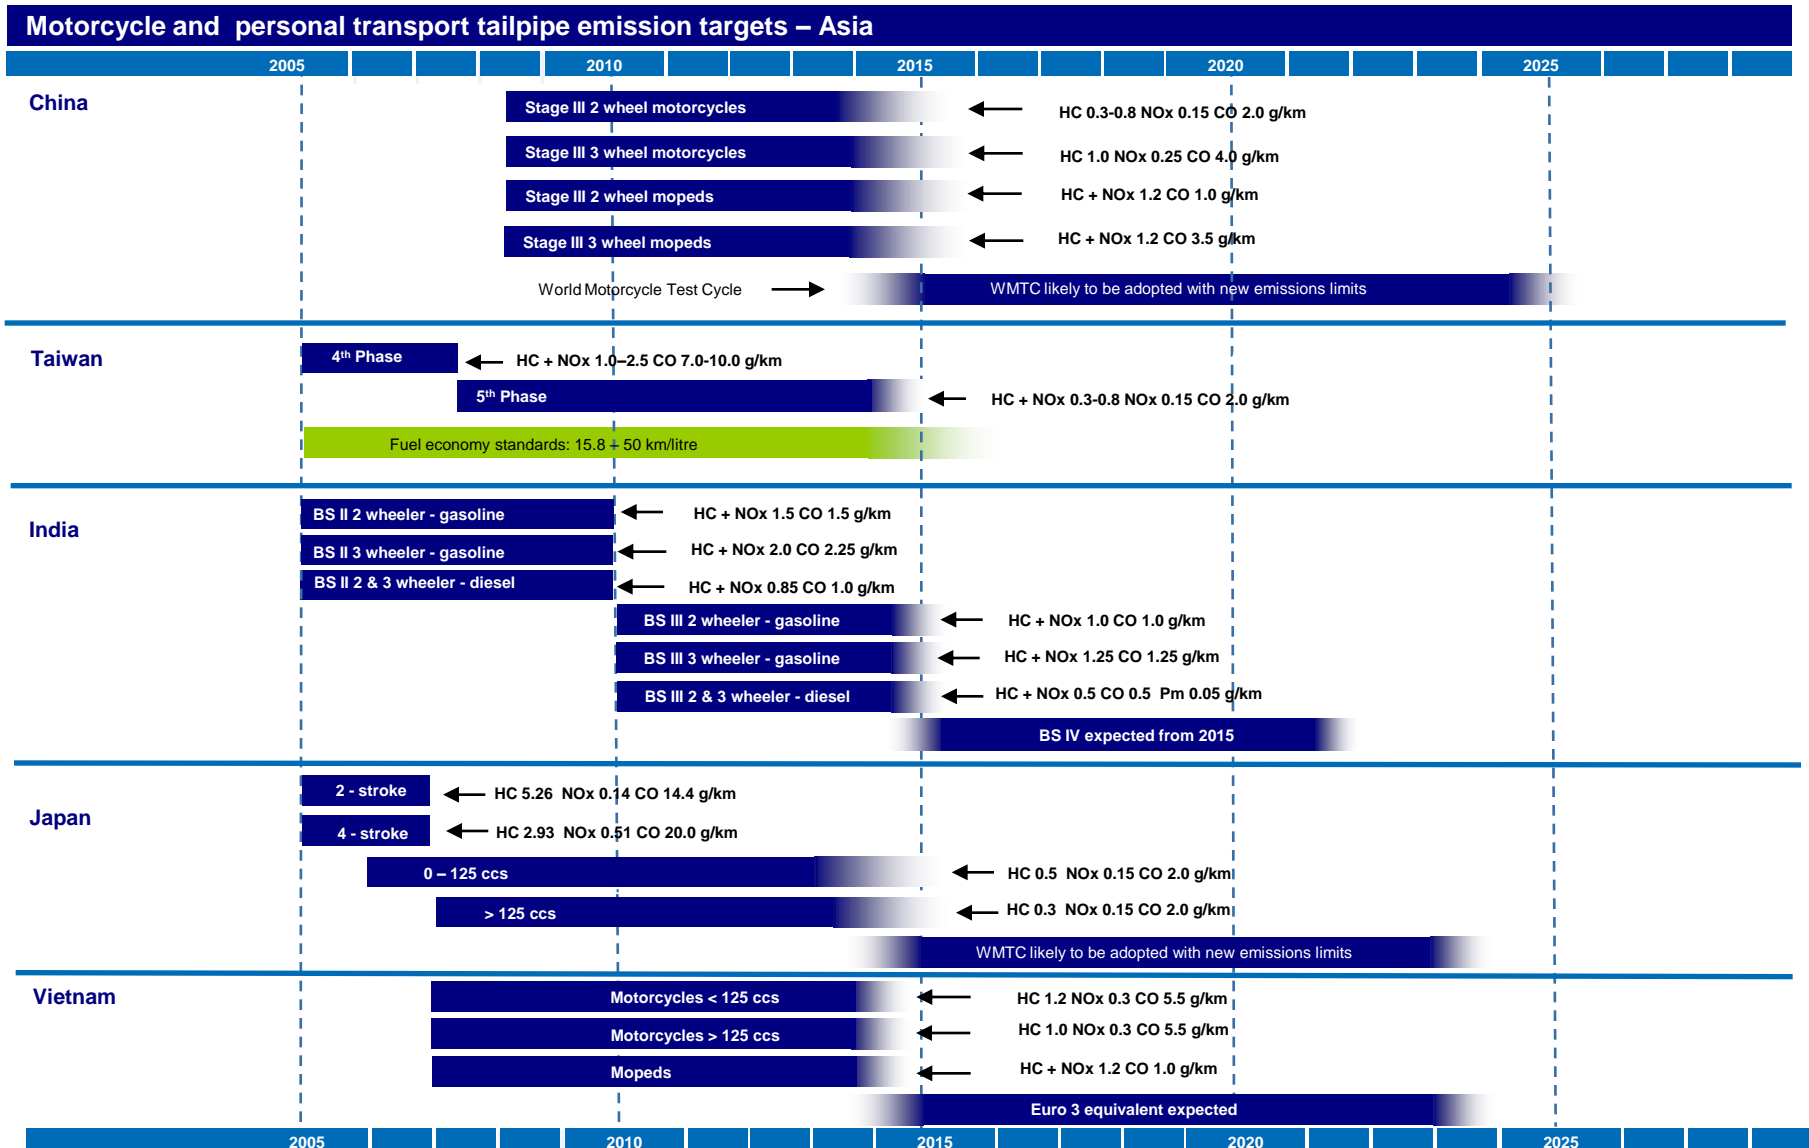 Motorcycle and personal transport tailpipe emission targets – Asia
2005 2010 2015 2020 2025
China
Stage III 2 wheel motorcycles HC 0.3-0.8 NOx 0.15 CO 2.0 g/km
Stage III 3 wheel motorcycles HC 1.0 NOx 0.25 CO 4.0 g/km
Stage III 2 wheel mopeds HC + NOx 1.2 CO 1.0 g/km
Stage III 3 wheel mopeds HC + NOx 1.2 CO 3.5 g/km
World Motorcycle Test Cycle WMTC likely to be adopted with new emissions limits
Taiwan
4th Phase HC + NOx 1.0–2.5 CO 7.0-10.0 g/km
5th Phase HC + NOx 0.3-0.8 NOx 0.15 CO 2.0 g/km
Fuel economy standards: 15.8 – 50 km/litre
India
BS II 2 wheeler - gasoline HC + NOx 1.5 CO 1.5 g/km
BS II 3 wheeler - gasoline HC + NOx 2.0 CO 2.25 g/km
BS II 2 & 3 wheeler - diesel HC + NOx 0.85 CO 1.0 g/km
BS III 2 wheeler - gasoline HC + NOx 1.0 CO 1.0 g/km
BS III 3 wheeler - gasoline HC + NOx 1.25 CO 1.25 g/km
BS III 2 & 3 wheeler - diesel HC + NOx 0.5 CO 0.5 Pm 0.05 g/km
BS IV expected from 2015
Japan
2 - stroke HC 5.26 NOx 0.14 CO 14.4 g/km
4 - stroke HC 2.93 NOx 0.51 CO 20.0 g/km
0 – 125 ccs HC 0.5 NOx 0.15 CO 2.0 g/km
> 125 ccs HC 0.3 NOx 0.15 CO 2.0 g/km
WMTC likely to be adopted with new emissions limits
Vietnam
Motorcycles < 125 ccs HC 1.2 NOx 0.3 CO 5.5 g/km
Motorcycles > 125 ccs HC 1.0 NOx 0.3 CO 5.5 g/km
Mopeds HC + NOx 1.2 CO 1.0 g/km
Euro 3 equivalent expected
2005 2010 2015 2020 2025